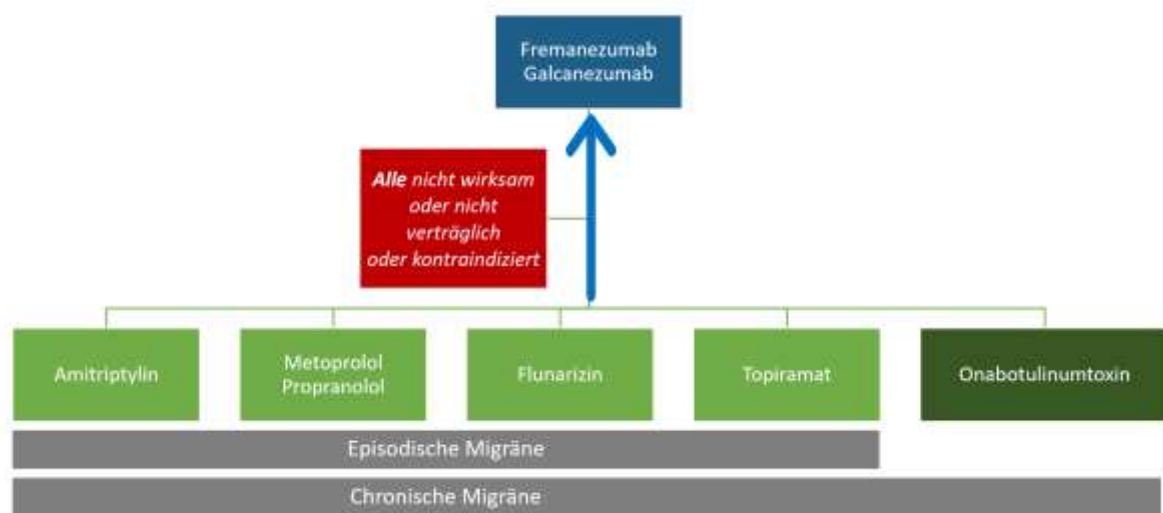 Fremanezumab
Galcanezumab
Alle nicht wirksam
oder nicht
verträglich
oder kontraindiziert
Amitriptylin
Metoprolol
Propranolol
Flunarizin
Topiramat
Onabotulinumtoxin
Episodische Migräne
Chronische Migräne